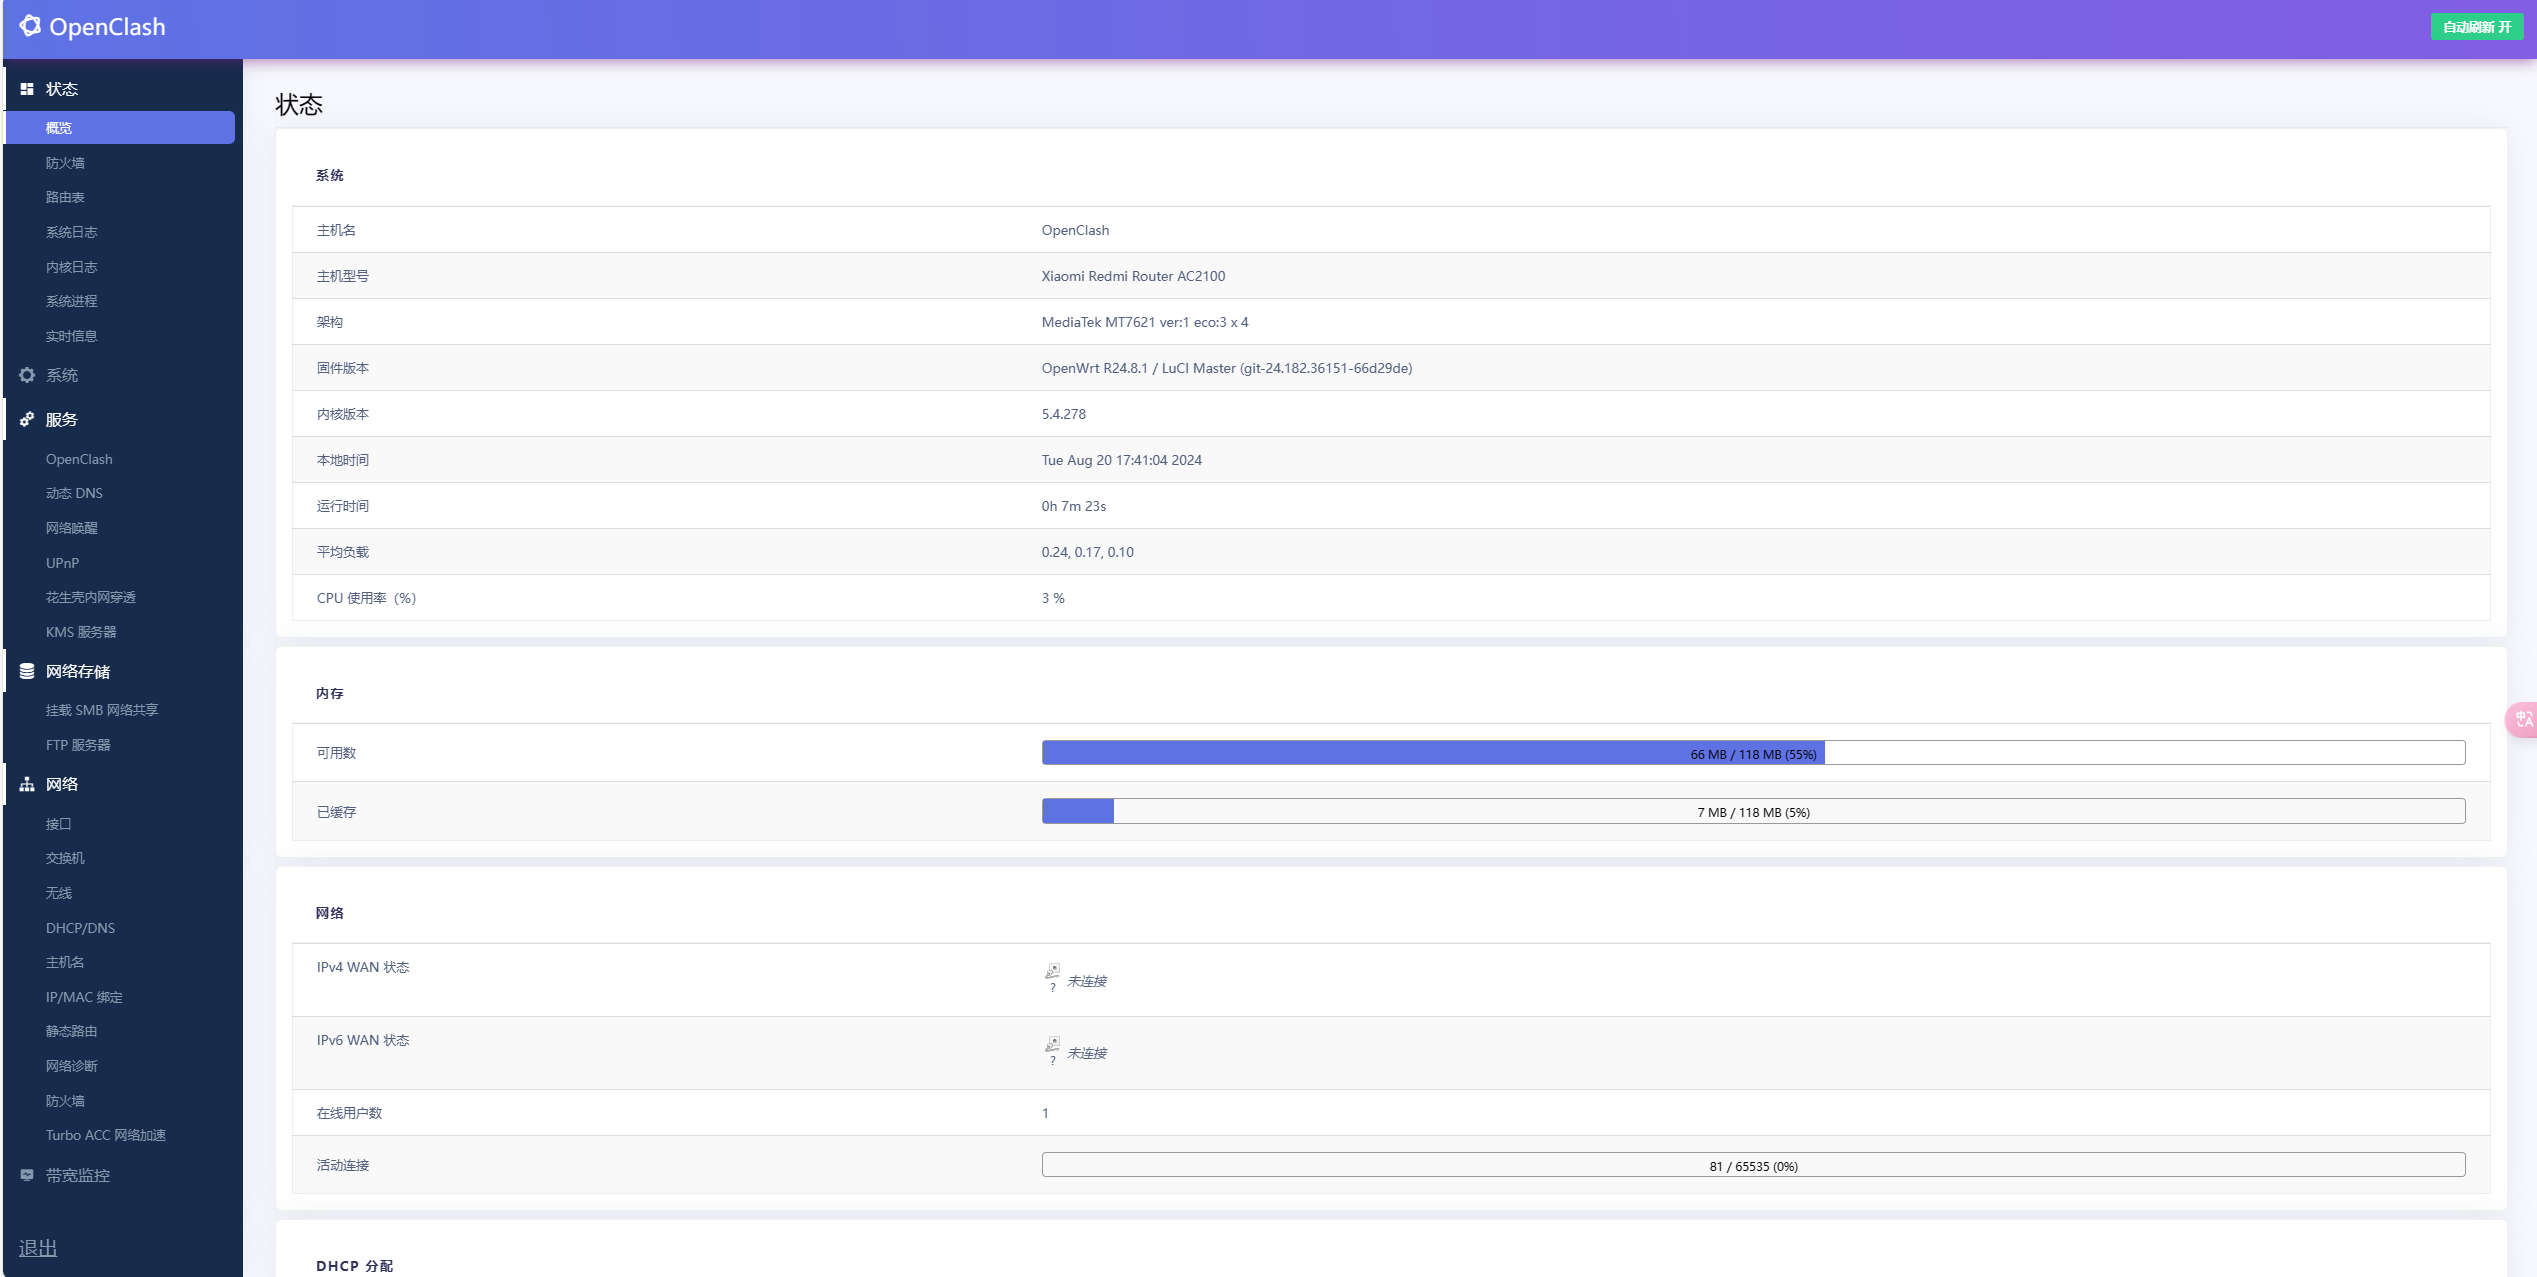 OpenClash
自动刷新 开
状态
概览
防火墙
路由表
系统日志
内核日志
系统进程
实时信息
系统
服务
OpenClash
动态 DNS
网络唤醒
UPnP
花生壳内网穿透
KMS 服务器
网络存储
挂载 SMB 网络共享
FTP 服务器
网络
接口
交换机
无线
DHCP/DNS
主机名
IP/MAC 绑定
静态路由
网络诊断
防火墙
Turbo ACC 网络加速
带宽监控
退出
状态
系统
主机名 OpenClash
主机型号 Xiaomi Redmi Router AC2100
架构 MediaTek MT7621 ver:1 eco:3 x 4
固件版本 OpenWrt R24.8.1 / LuCI Master (git-24.182.36151-66d29de)
内核版本 5.4.278
本地时间 Tue Aug 20 17:41:04 2024
运行时间 0h 7m 23s
平均负载 0.24, 0.17, 0.10
CPU 使用率（%） 3 %
内存
可用数 66 MB / 118 MB (55%)
已缓存 7 MB / 118 MB (5%)
网络
IPv4 WAN 状态 ? 未连接
IPv6 WAN 状态 ? 未连接
在线用户数 1
活动连接 81 / 65535 (0%)
DHCP 分配